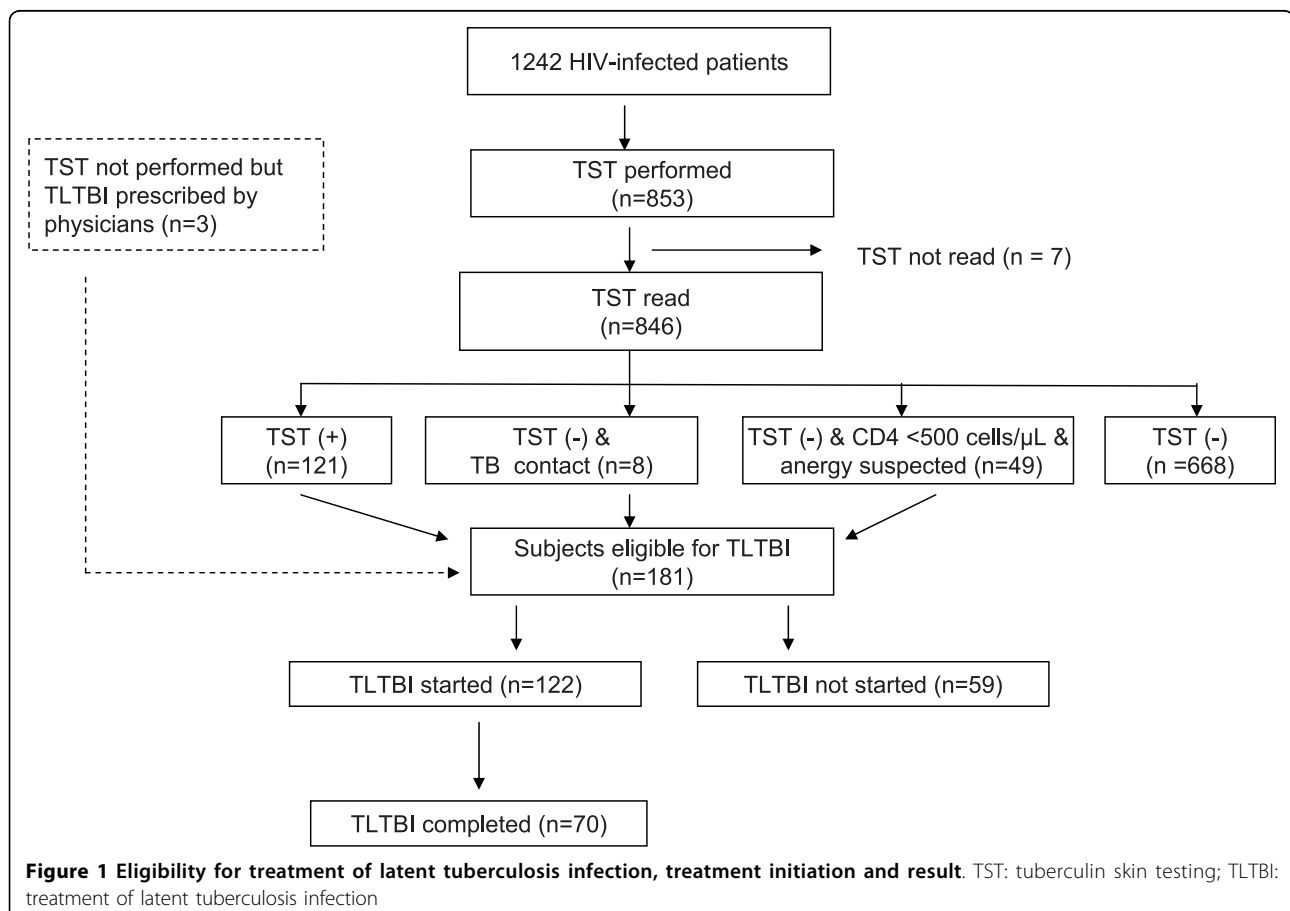 1242 HIV-infected patients
TST not performed but
TLTBI prescribed by
physicians (n=3)
TST performed
(n=853)
TST not read (n = 7)
TST read
(n=846)
TST (+)
(n=121)
TST (-) &
TB contact (n=8)
TST (-) & CD4 <500 cells/µL &
anergy suspected (n=49)
TST (-)
(n =668)
Subjects eligible for TLTBI
(n=181)
TLTBI started (n=122)
TLTBI not started (n=59)
TLTBI completed (n=70)
Figure 1 Eligibility for treatment of latent tuberculosis infection, treatment initiation and result. TST: tuberculin skin testing; TLTBI:
treatment of latent tuberculosis infection